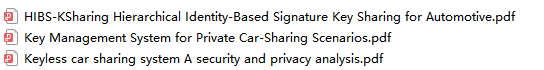 HIBS-KSharing Hierarchical Identity-Based Signature Key Sharing for Automotive.pdf
Key Management System for Private Car-Sharing Scenarios.pdf
Keyless car sharing system A security and privacy analysis.pdf